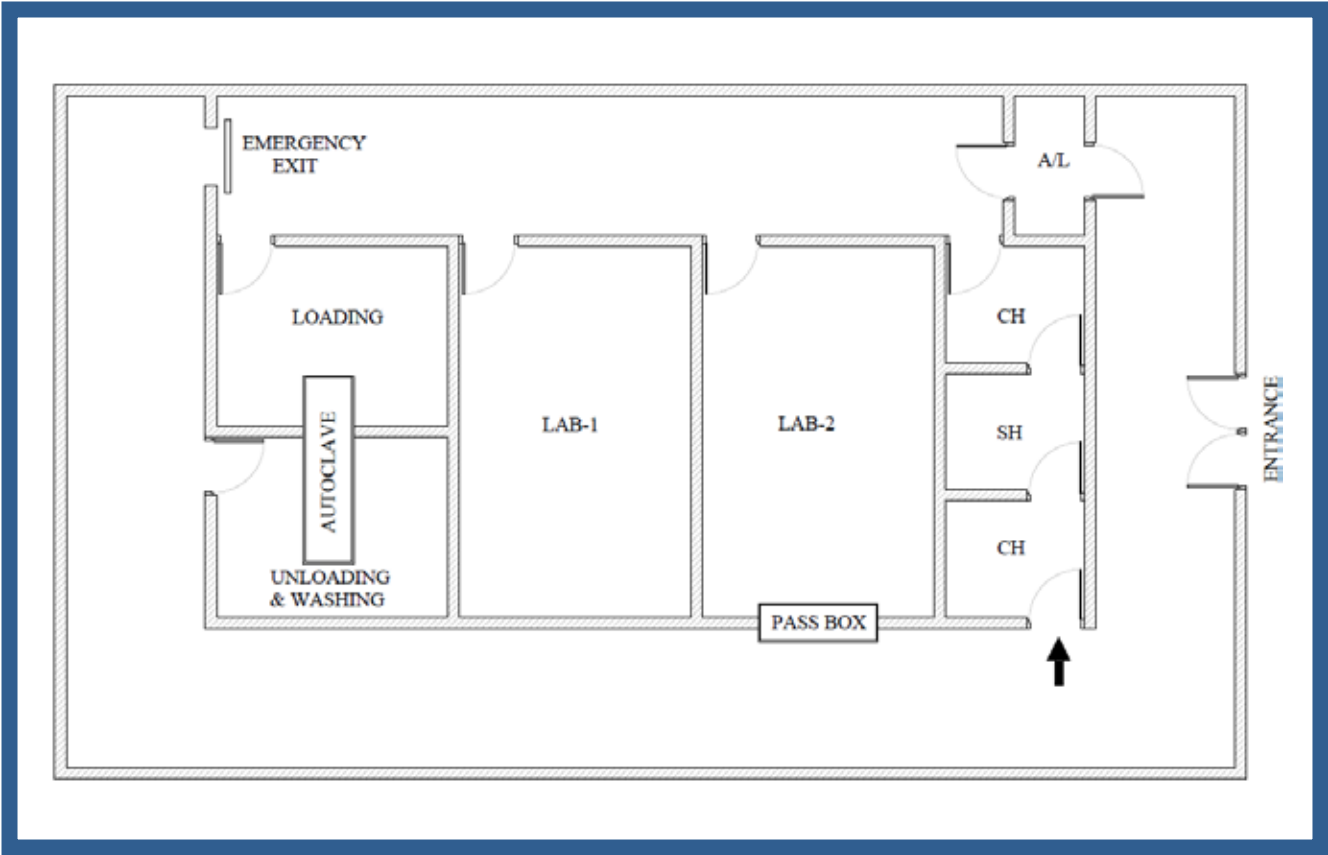 EMERGENCY
EXIT
A/L
LOADING
CH
ENTRANCE
AUTOCLAVE
LAB-1
LAB-2
SH
CH
UNLOADING
& WASHING
PASS BOX